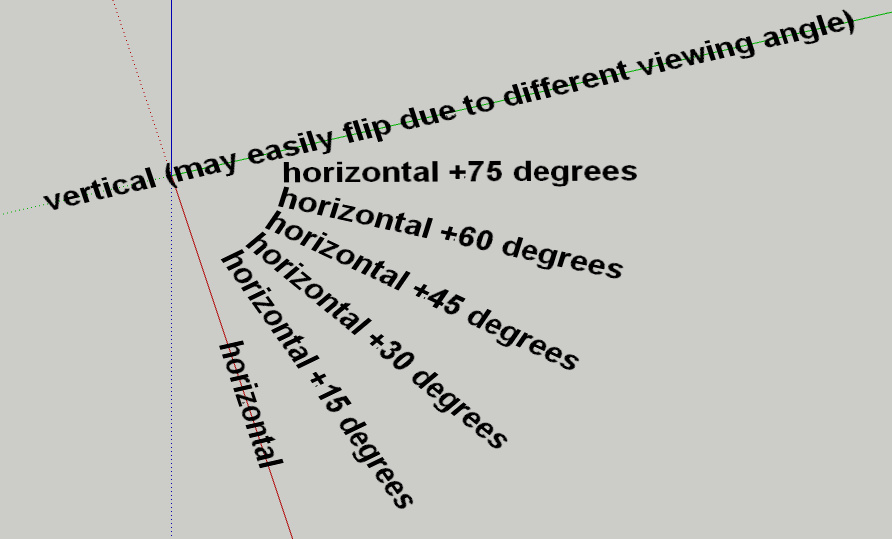 vertical (may easily flip due to different viewing angle)
horizontal +75 degrees
horizontal +60 degrees
horizontal +45 degrees
horizontal +30 degrees
horizontal +15 degrees
horizontal